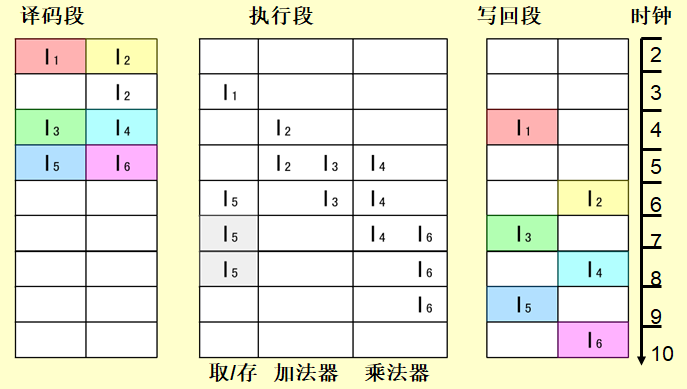 译码段 执行段 写回段 时钟
I1 I2 2
I2 I1 3
I3 I4 I2 I1 4
I5 I6 I2 I3 I4 5
I5 I3 I4 I2 6
I5 I4 I6 I3 7
I5 I6 I4 8
I6 I5 9
I6 10
取/存 加法器 乘法器